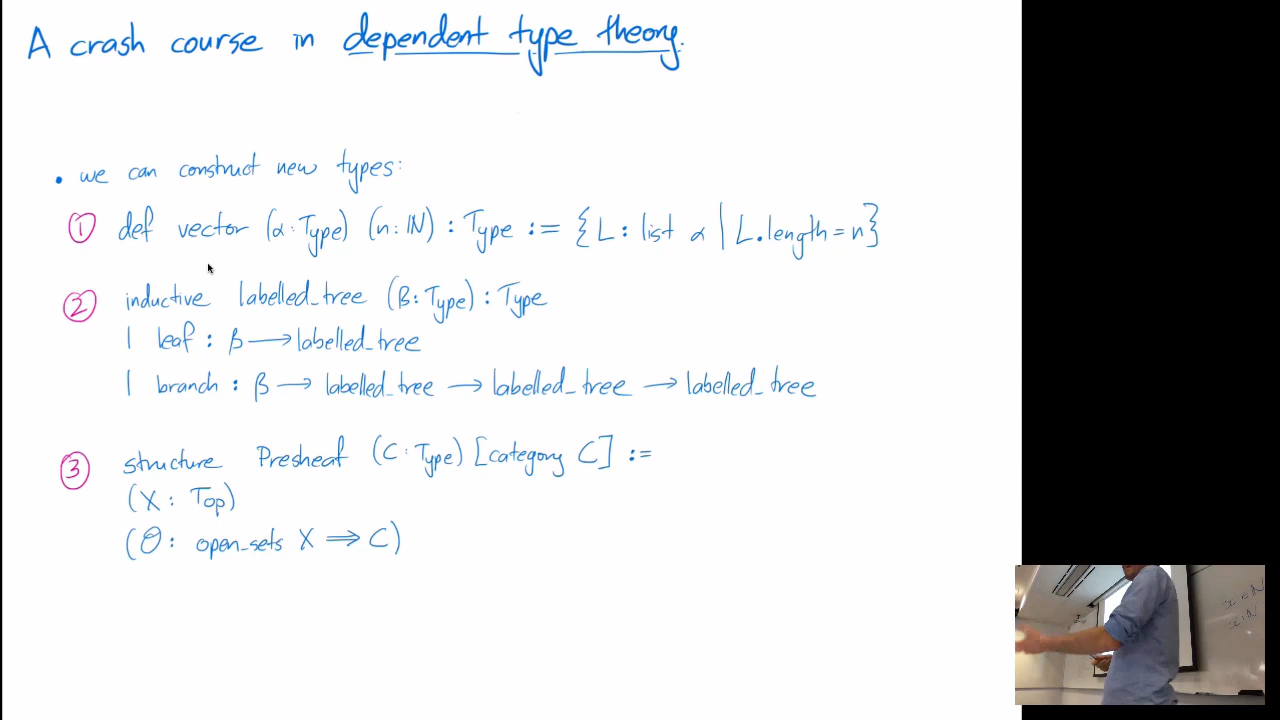 A crash course in dependent type theory.
• we can construct new types:
① def vector (α : Type) (n : ℕ) : Type := {L : list α | L.length = n}
② inductive labelled_tree (β : Type) : Type
| leaf : β ⟶ labelled_tree
| branch : β ⟶ labelled_tree ⟶ labelled_tree ⟶ labelled_tree
③ structure Presheaf (C : Type) [category C] :=
(X : Top)
(𝒪 : open_sets X ⟹ C)
x ∈ ℕ
x : ℕ